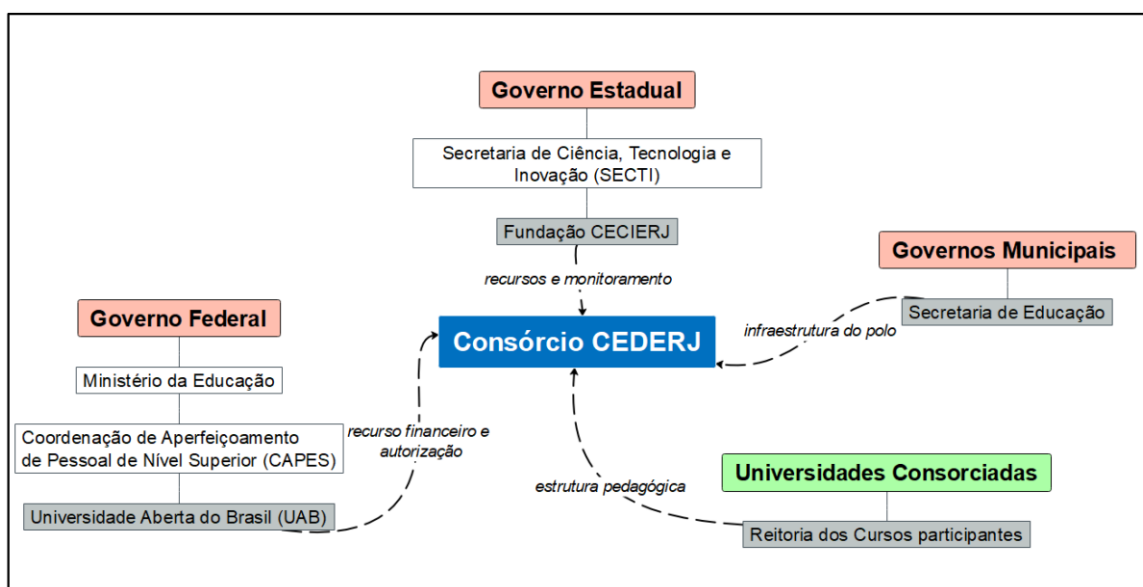 Governo Estadual
Secretaria de Ciência, Tecnologia e
Inovação (SECTI)
Fundação CECIERJ
recursos e monitoramento
Governos Municipais
Secretaria de Educação
infraestrutura do polo
Governo Federal
Ministério da Educação
Coordenação de Aperfeiçoamento
de Pessoal de Nível Superior (CAPES)
Universidade Aberta do Brasil (UAB)
recurso financeiro e
autorização
Consórcio CEDERJ
estrutura pedagógica
Universidades Consorciadas
Reitoria dos Cursos participantes